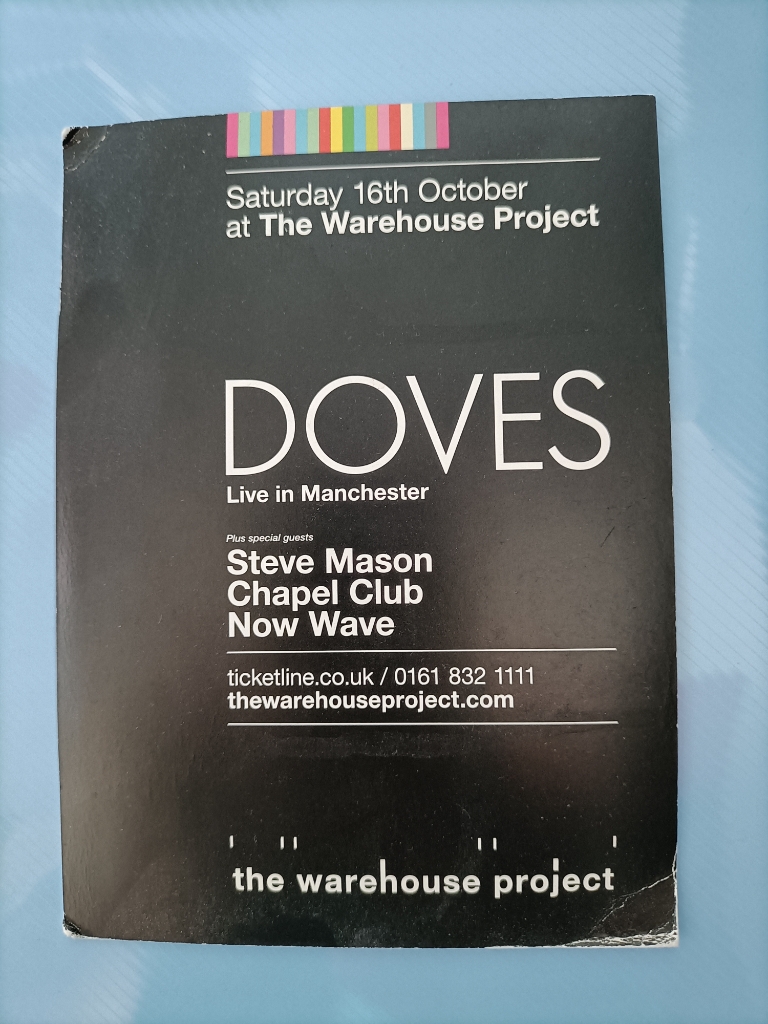 Saturday 16th October
at The Warehouse Project
DOVES
Live in Manchester
Plus special guests
Steve Mason
Chapel Club
Now Wave
ticketline.co.uk / 0161 832 1111
thewarehouseproject.com
the warehouse project